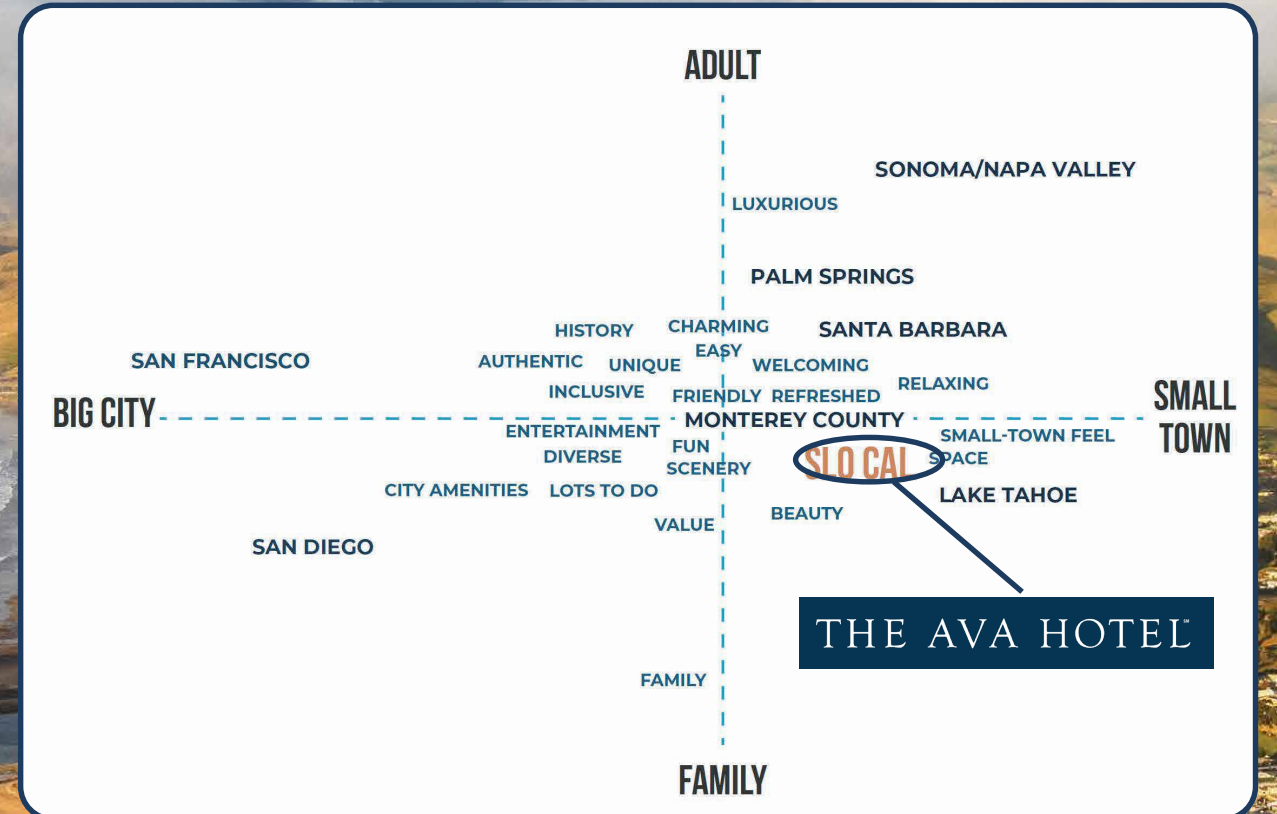 ADULT
SONOMA/NAPA VALLEY
LUXURIOUS
PALM SPRINGS
HISTORY
CHARMING
SANTA BARBARA
EASY
SAN FRANCISCO
AUTHENTIC
UNIQUE
WELCOMING
RELAXING
INCLUSIVE
FRIENDLY
REFRESHED
BIG CITY
MONTEREY COUNTY
SMALL
TOWN
ENTERTAINMENT
SMALL-TOWN FEEL
FUN
DIVERSE
SLO CAL
SPACE
SCENERY
CITY AMENITIES
LOTS TO DO
LAKE TAHOE
BEAUTY
VALUE
SAN DIEGO
THE AVA HOTEL℠
FAMILY
FAMILY